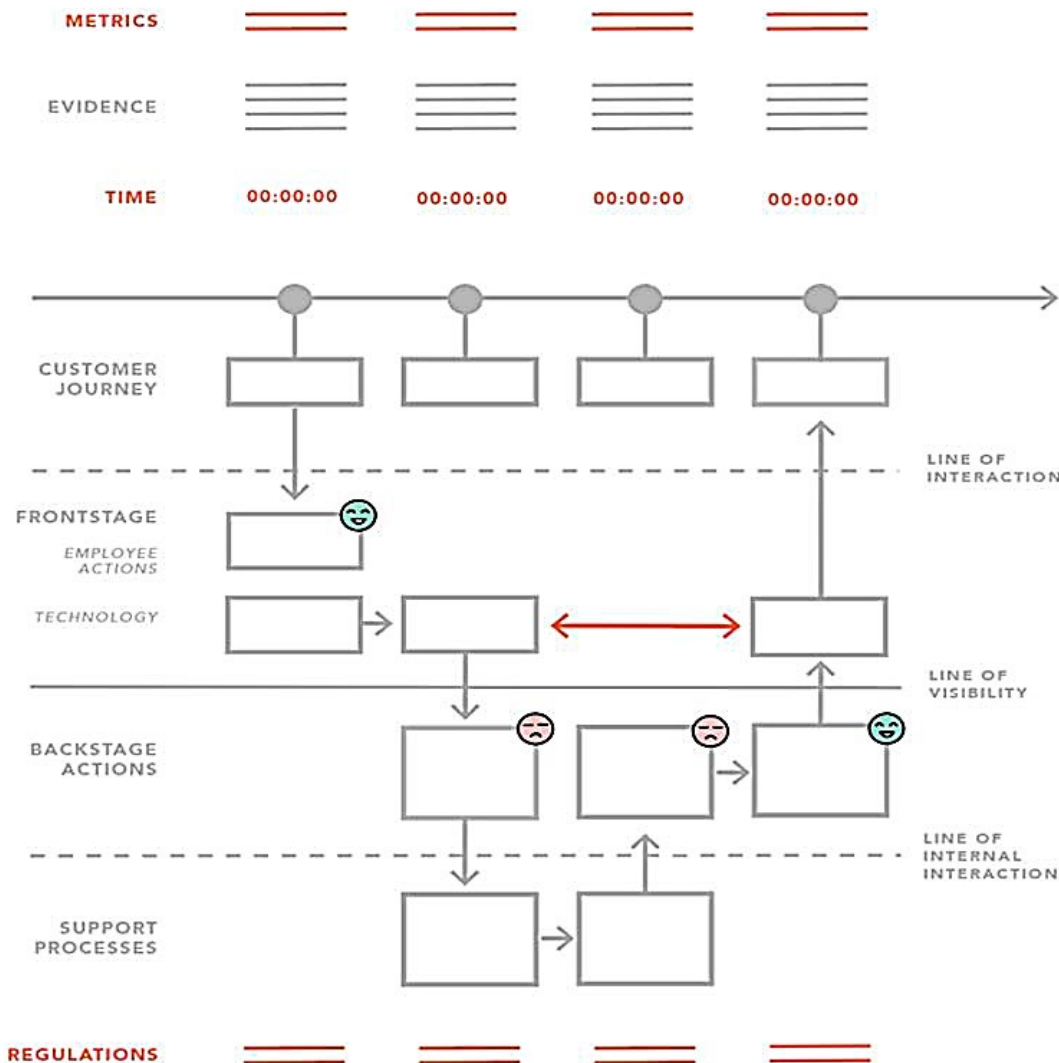 METRICS
EVIDENCE
TIME
00:00:00 00:00:00 00:00:00 00:00:00
CUSTOMER
JOURNEY
LINE OF
INTERACTION
FRONTSTAGE
EMPLOYEE
ACTIONS
TECHNOLOGY
LINE OF
VISIBILITY
BACKSTAGE
ACTIONS
LINE OF
INTERNAL
INTERACTION
SUPPORT
PROCESSES
REGULATIONS